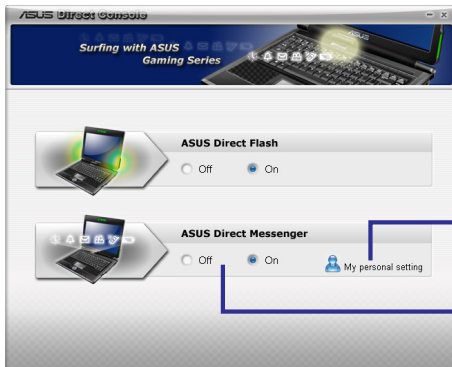 ASUS Direct Console
Surfing with ASUS
Gaming Series
ASUS Direct Flash
Off On
ASUS Direct Messenger
Off On My personal setting